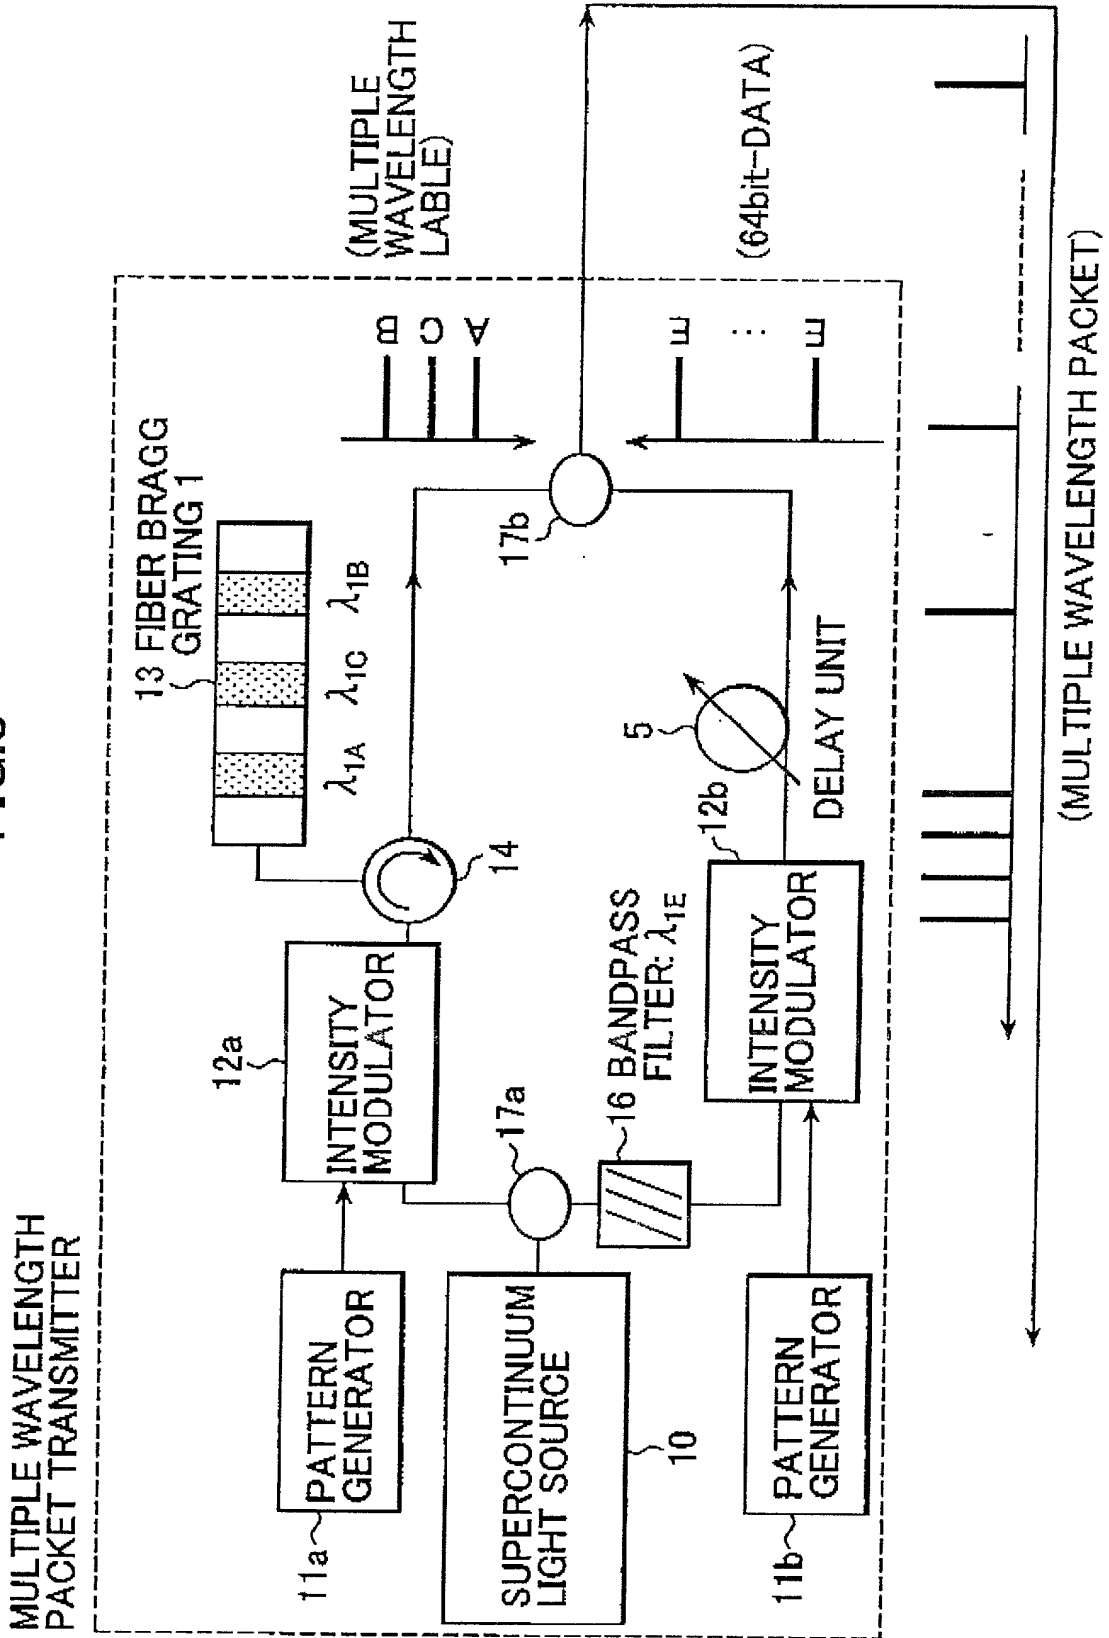 MULTIPLE WAVELENGTH
PACKET TRANSMITTER
11a
PATTERN
GENERATOR
12a
INTENSITY
MODULATOR
14
13 FIBER BRAGG
GRATING 1
λ1A
λ1C
λ1B
(MULTIPLE
WAVELENGTH
LABLE)
B
C
A
SUPERCONTINUUM
LIGHT SOURCE
10
17a
16 BANDPASS
FILTER: λ1E
17b
E
...
E
(64bit-DATA)
11b
PATTERN
GENERATOR
INTENSITY
MODULATOR
12b
5
DELAY UNIT
(MULTIPLE WAVELENGTH PACKET)